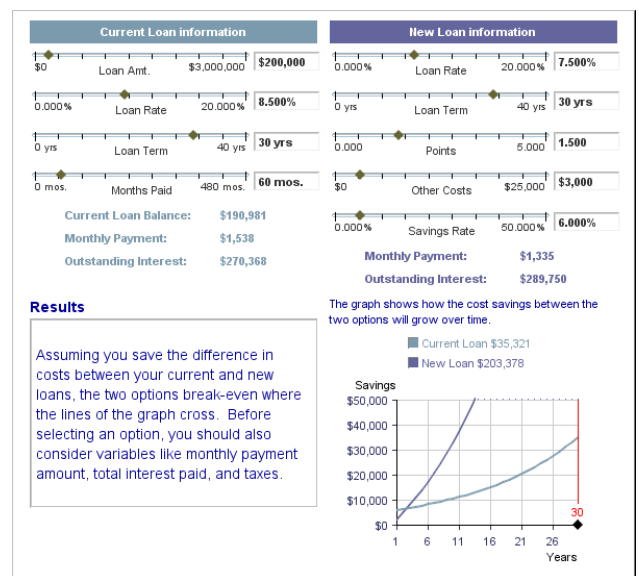 Current Loan information
$0 Loan Amt. $3,000,000 $200,000
0.000% Loan Rate 20.000% 8.500%
0 yrs Loan Term 40 yrs 30 yrs
0 mos. Months Paid 480 mos. 60 mos.
Current Loan Balance: $190,981
Monthly Payment: $1,538
Outstanding Interest: $270,368
New Loan information
0.000% Loan Rate 20.000% 7.500%
0 yrs Loan Term 40 yrs 30 yrs
0.000 Points 5.000 1.500
$0 Other Costs $25,000 $3,000
0.000% Savings Rate 50.000% 6.000%
Monthly Payment: $1,335
Outstanding Interest: $289,750
Results
Assuming you save the difference in
costs between your current and new
loans, the two options break-even where
the lines of the graph cross. Before
selecting an option, you should also
consider variables like monthly payment
amount, total interest paid, and taxes.
The graph shows how the cost savings between the
two options will grow over time.
Current Loan $35,321
New Loan $203,378
Savings
$50,000
$40,000
$30,000
$20,000
$10,000
$0
30
1 6 11 16 21 26
Years